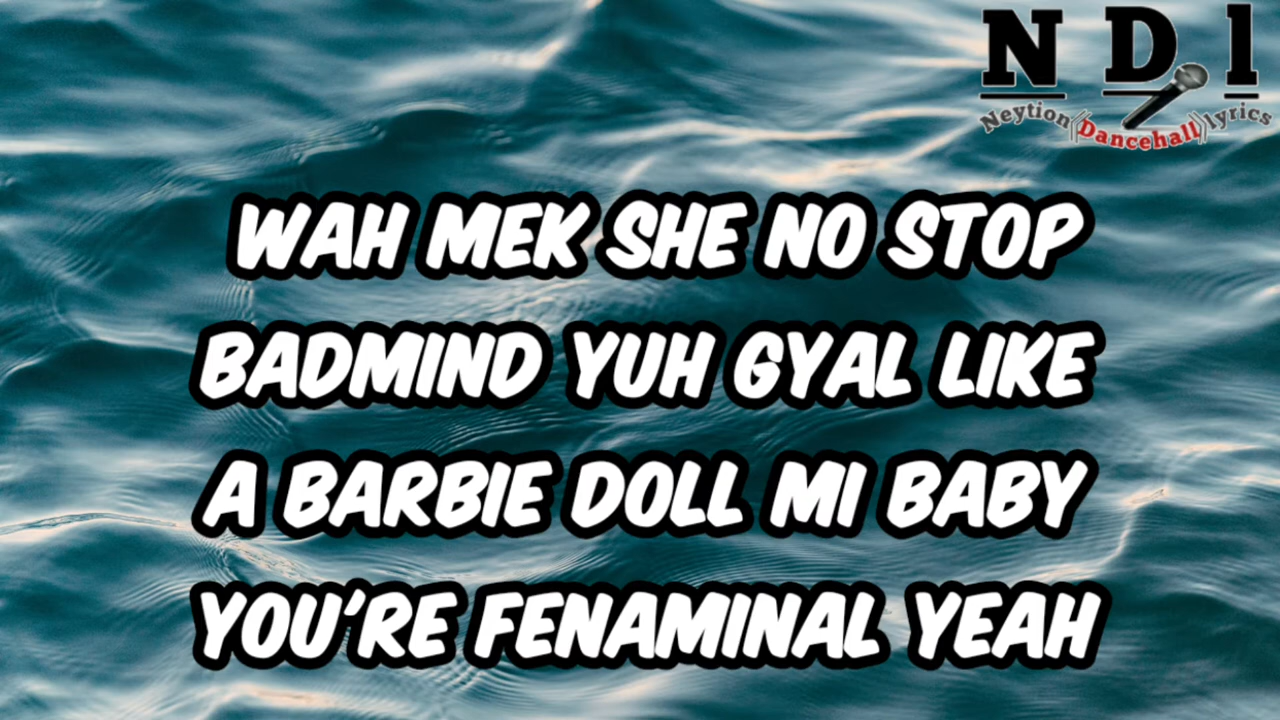 N D l
Neytion Dancehall lyrics
WAH MEK SHE NO STOP
BADMIND YUH GYAL LIKE
A BARBIE DOLL MI BABY
YOU'RE FENAMINAL YEAH